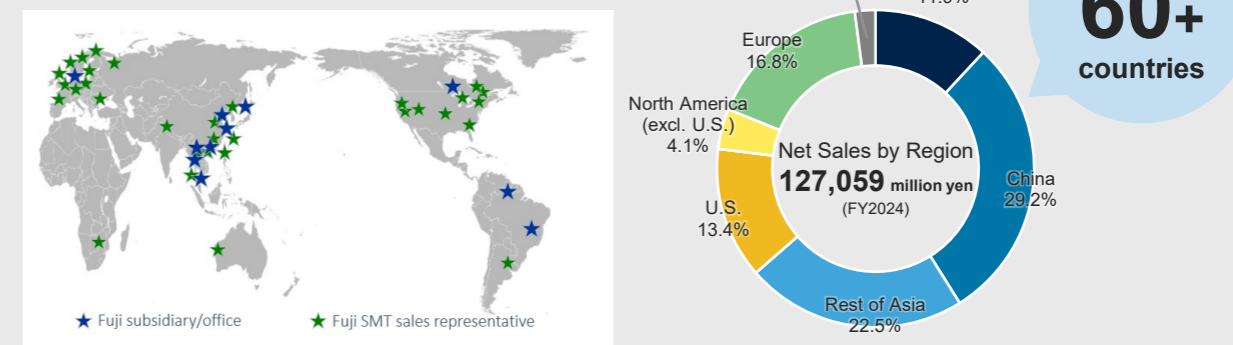 60+
countries
Europe
16.8%
North America
(excl. U.S.)
4.1%
Net Sales by Region
127,059 million yen
(FY2024)
China
29.2%
U.S.
13.4%
Rest of Asia
22.5%
Fuji subsidiary/office
Fuji SMT sales representative